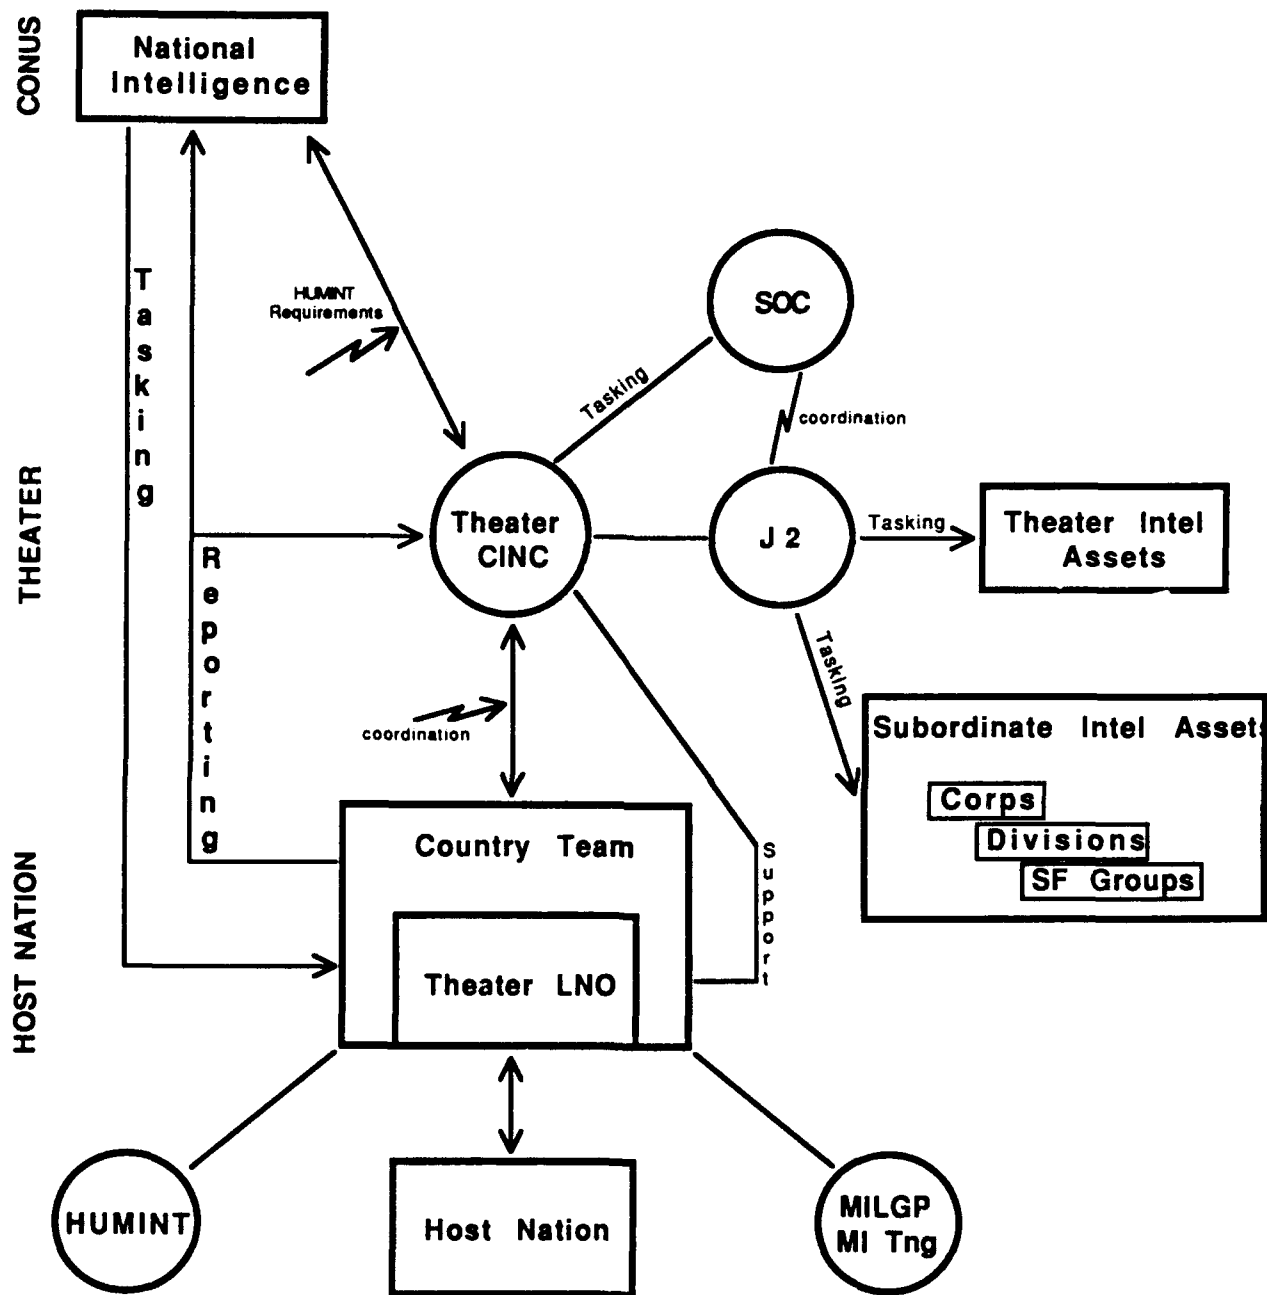 CONUS
National
Intelligence
Tasking
HUMINT
Requirements
SOC
Tasking
coordination
THEATER
Theater
CINC
J2
Tasking
Theater Intel
Assets
Reporting
Tasking
coordination
Subordinate Intel Assets
Corps
Divisions
SF Groups
HOST NATION
Country Team
Support
Theater LNO
HUMINT
Host Nation
MILGP
MI Tng